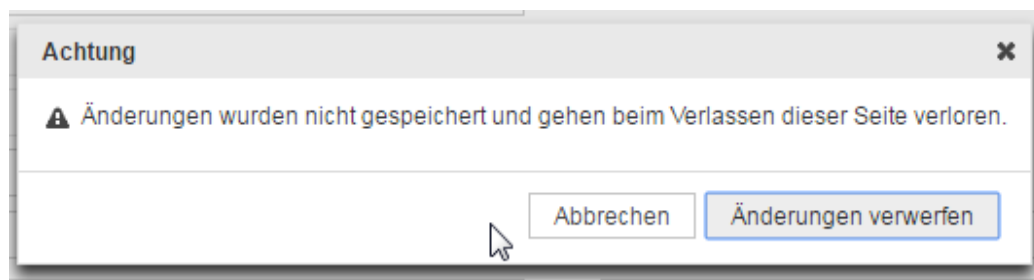 Achtung
Änderungen wurden nicht gespeichert und gehen beim Verlassen dieser Seite verloren.
Abbrechen
Änderungen verwerfen